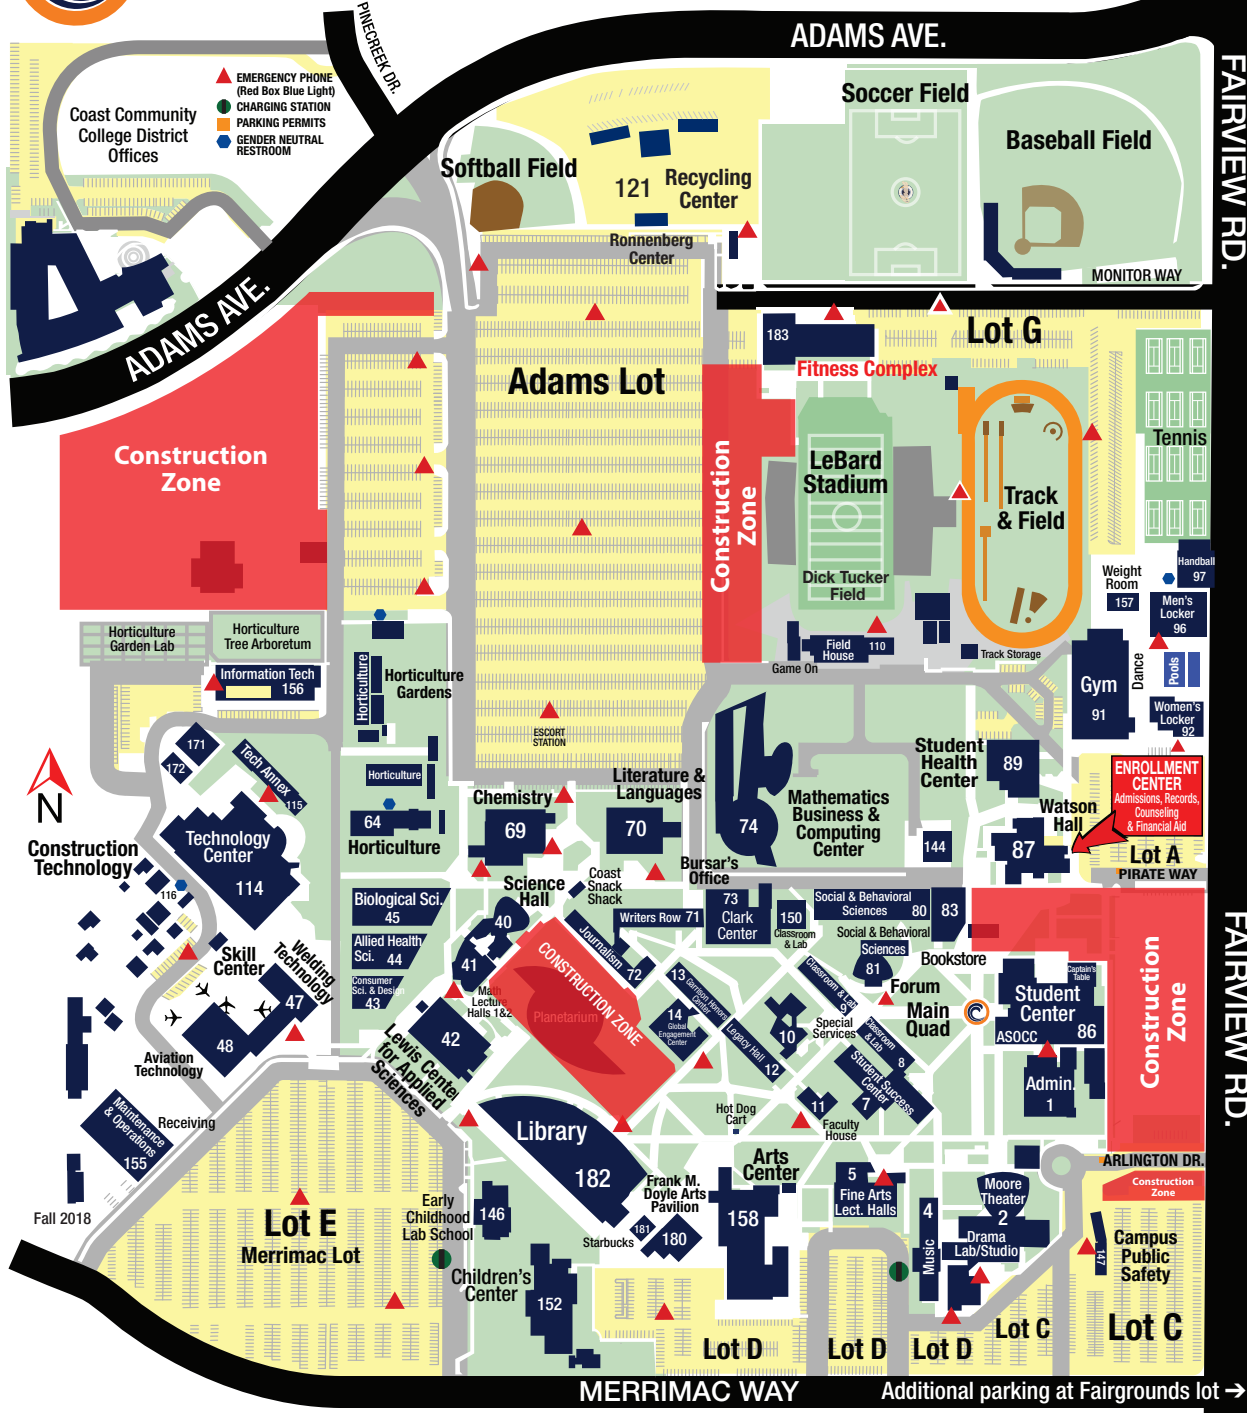 ADAMS AVE.
PINECREEK DR.
FAIRVIEW RD.
EMERGENCY PHONE
(Red Box Blue Light)
CHARGING STATION
PARKING PERMITS
GENDER NEUTRAL
RESTROOM
Coast Community
College District
Offices
Softball Field
121
Recycling
Center
Ronnenberg
Center
Soccer Field
Baseball Field
MONITOR WAY
ADAMS AVE.
183
Lot G
Fitness Complex
Adams Lot
Construction
Zone
Construction
Zone
LeBard
Stadium
Dick Tucker
Field
Track
& Field
Tennis
Weight
Room
157
Handball
97
Men's
Locker
96
Horticulture
Garden Lab
Horticulture
Tree Arboretum
Information Tech
156
Horticulture
Horticulture
Gardens
Game On
Field
House
110
Track Storage
Gym
91
Dance
Pools
Women's
Locker
92
ESCORT
STATION
171
172
Tech Annex
115
Horticulture
64
Horticulture
Chemistry
69
Literature &
Languages
70
74
Mathematics
Business &
Computing
Center
Student
Health
Center
89
144
Watson
Hall
87
ENROLLMENT
CENTER
Admissions, Records,
Counseling
& Financial Aid
Lot A
PIRATE WAY
N
Construction
Technology
Technology
Center
114
116
Biological Sci.
45
Allied Health
Sci.
44
Consumer
Sci. & Design
43
Science
Hall
40
41
Math
Lecture
Halls 1&2
42
Coast
Snack
Shack
Bursar's
Office
Writers Row 71
Journalism
72
73
Clark
Center
150
Classroom
& Lab
Social & Behavioral
Sciences
80
83
Social & Behavioral
Sciences
81
Bookstore
Forum
Main
Quad
CONSTRUCTION ZONE
Planetarium
13
Garrison Honors
Center
14
Global
Engagement
Center
Legacy Hall
12
10
Classroom & Lab
9
Special
Services
Classroom
& Lab
8
Student Success
Center
7
11
Faculty
House
Hot Dog
Cart
Captain's
Table
Student
Center
86
ASOCC
Admin.
1
Construction
Zone
FAIRVIEW RD.
Skill
Center
Welding
Technology
47
48
Aviation
Technology
Lewis Center
for Applied
Sciences
Maintenance
& Operations
155
Receiving
Fall 2018
Library
182
Arts
Center
Frank M.
Doyle Arts
Pavilion
158
181
180
Starbucks
5
Fine Arts
Lect. Halls
4
Music
Moore
Theater
2
Drama
Lab/Studio
ARLINGTON DR.
Construction
Zone
147
Campus
Public
Safety
Lot E
Merrimac Lot
Early
Childhood
Lab School
146
Children's
Center
152
Lot D
Lot D
Lot D
Lot C
Lot C
MERRIMAC WAY
Additional parking at Fairgrounds lot ➔